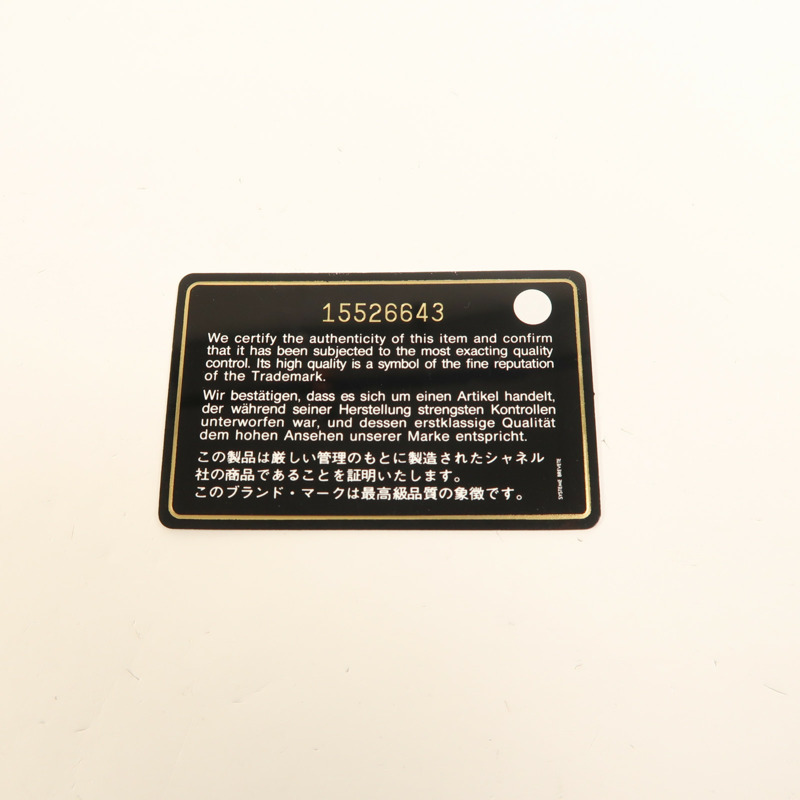 15526643
We certify the authenticity of this item and confirm
that it has been subjected to the most exacting quality
control. Its high quality is a symbol of the fine reputation
of the Trademark.
Wir bestätigen, dass es sich um einen Artikel handelt,
der während seiner Herstellung strengsten Kontrollen
unterworfen war, und dessen erstklassige Qualität
dem hohen Ansehen unserer Marke entspricht.
この製品は厳しい管理のもとに製造されたシャネル
社の商品であることを証明いたします。
このブランド・マークは最高級品質の象徴です。
SYSTEME BREVETE